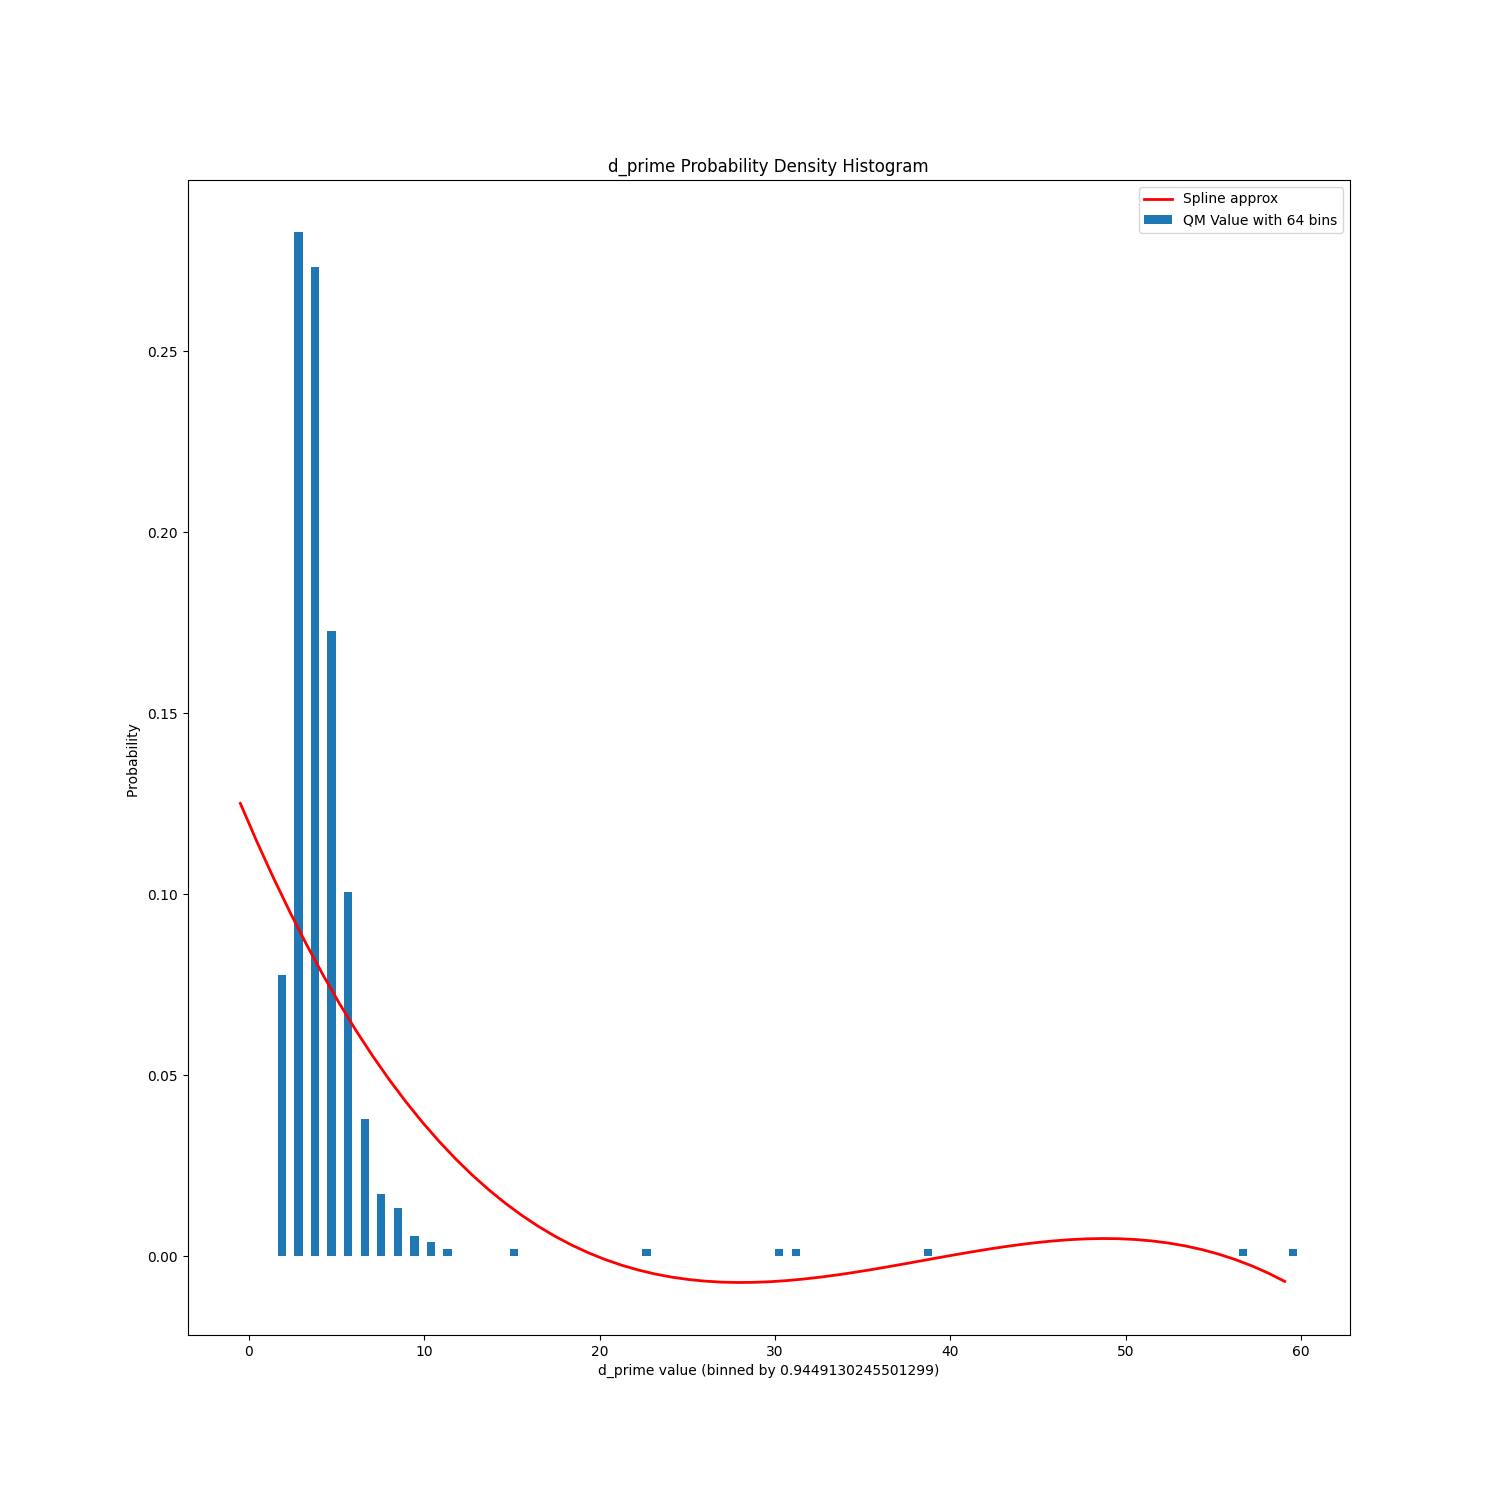 d_prime Probability Density Histogram
Spline approx
QM Value with 64 bins
0.25
0.20
0.15
0.10
0.05
0.00
Probability
0 10 20 30 40 50 60
d_prime value (binned by 0.9449130245501299)